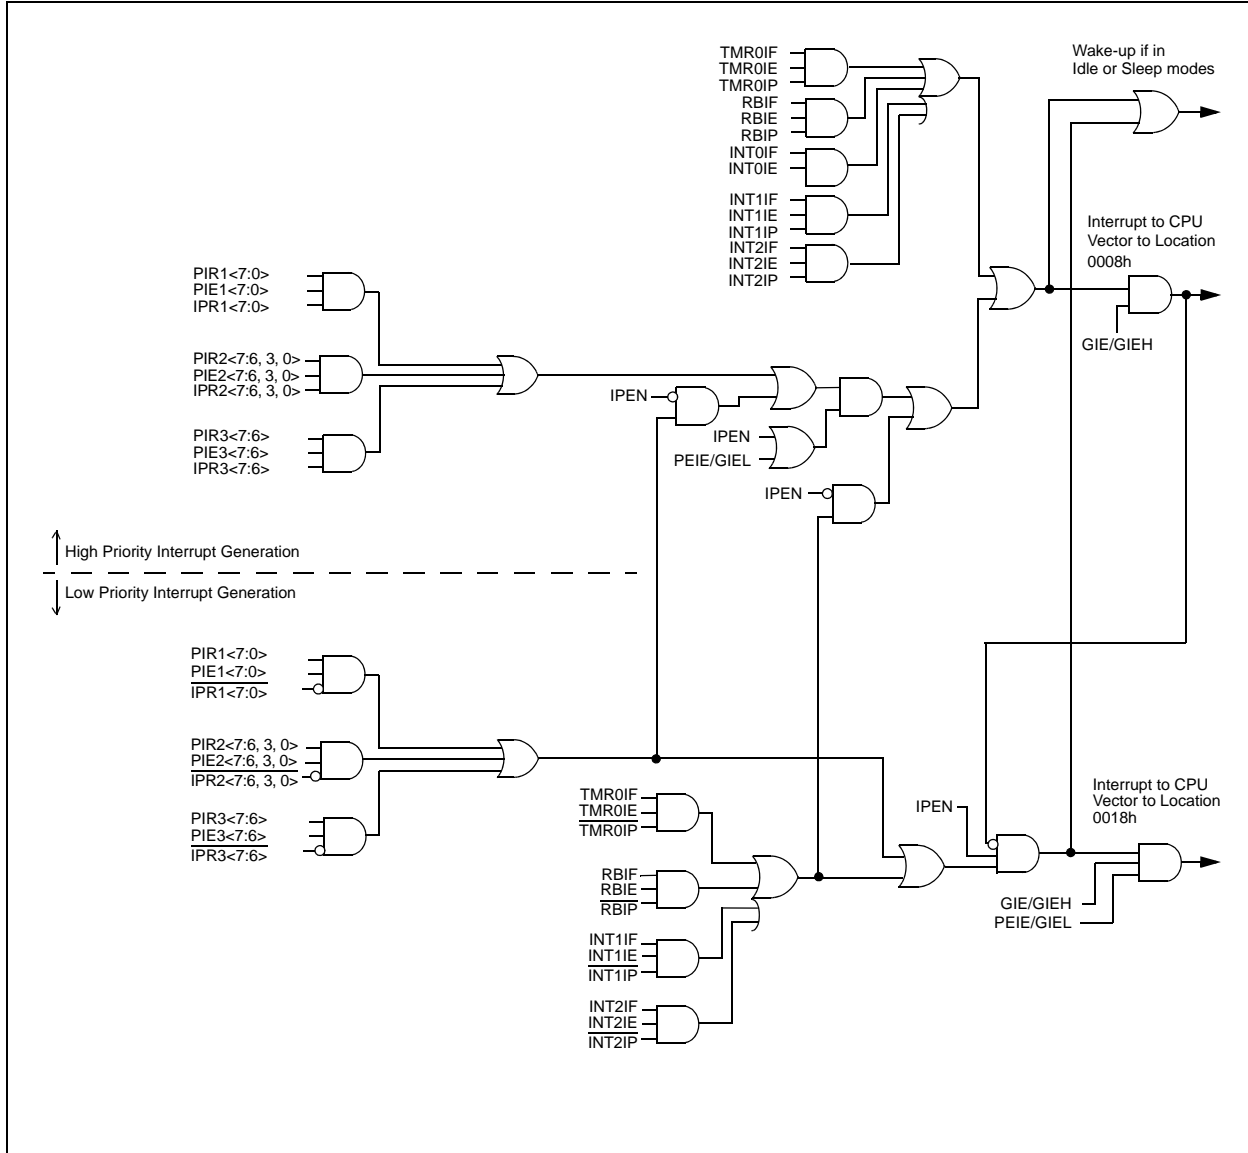 TMR0IF
TMR0IE
TMR0IP
RBIF
RBIE
RBIP
INT0IF
INT0IE
INT1IF
INT1IE
INT1IP
INT2IF
INT2IE
INT2IP
Wake-up if in
Idle or Sleep modes
Interrupt to CPU
Vector to Location
0008h
GIE/GIEH
PIR1<7:0>
PIE1<7:0>
IPR1<7:0>
PIR2<7:6, 3, 0>
PIE2<7:6, 3, 0>
IPR2<7:6, 3, 0>
PIR3<7:6>
PIE3<7:6>
IPR3<7:6>
IPEN
IPEN
PEIE/GIEL
IPEN
High Priority Interrupt Generation
Low Priority Interrupt Generation
PIR1<7:0>
PIE1<7:0>
IPR1<7:0>
PIR2<7:6, 3, 0>
PIE2<7:6, 3, 0>
IPR2<7:6, 3, 0>
PIR3<7:6>
PIE3<7:6>
IPR3<7:6>
TMR0IF
TMR0IE
TMR0IP
RBIF
RBIE
RBIP
INT1IF
INT1IE
INT1IP
INT2IF
INT2IE
INT2IP
IPEN
Interrupt to CPU
Vector to Location
0018h
GIE/GIEH
PEIE/GIEL